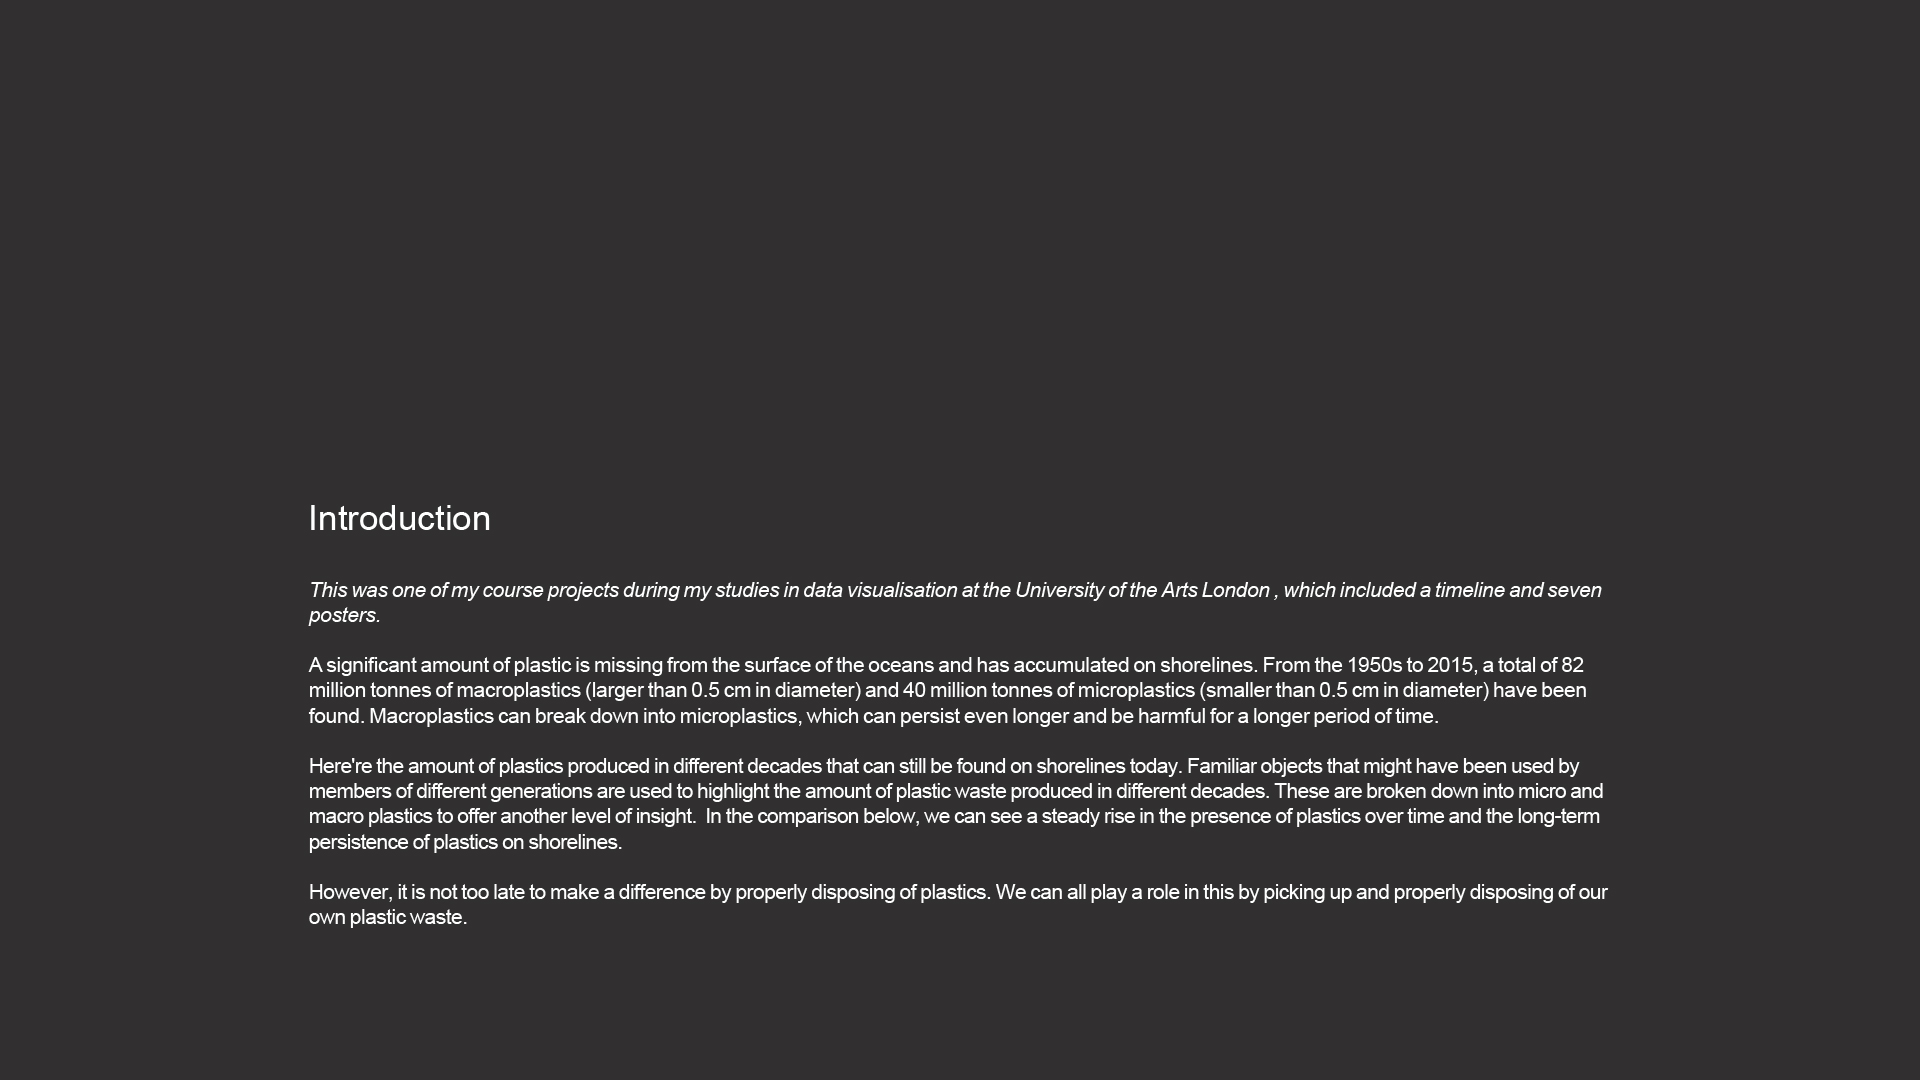 Introduction
This was one of my course projects during my studies in data visualisation at the University of the Arts London , which included a timeline and seven
posters.
A significant amount of plastic is missing from the surface of the oceans and has accumulated on shorelines. From the 1950s to 2015, a total of 82
million tonnes of macroplastics (larger than 0.5 cm in diameter) and 40 million tonnes of microplastics (smaller than 0.5 cm in diameter) have been
found. Macroplastics can break down into microplastics, which can persist even longer and be harmful for a longer period of time.
Here're the amount of plastics produced in different decades that can still be found on shorelines today. Familiar objects that might have been used by
members of different generations are used to highlight the amount of plastic waste produced in different decades. These are broken down into micro and
macro plastics to offer another level of insight.  In the comparison below, we can see a steady rise in the presence of plastics over time and the long-term
persistence of plastics on shorelines.
However, it is not too late to make a difference by properly disposing of plastics. We can all play a role in this by picking up and properly disposing of our
own plastic waste.